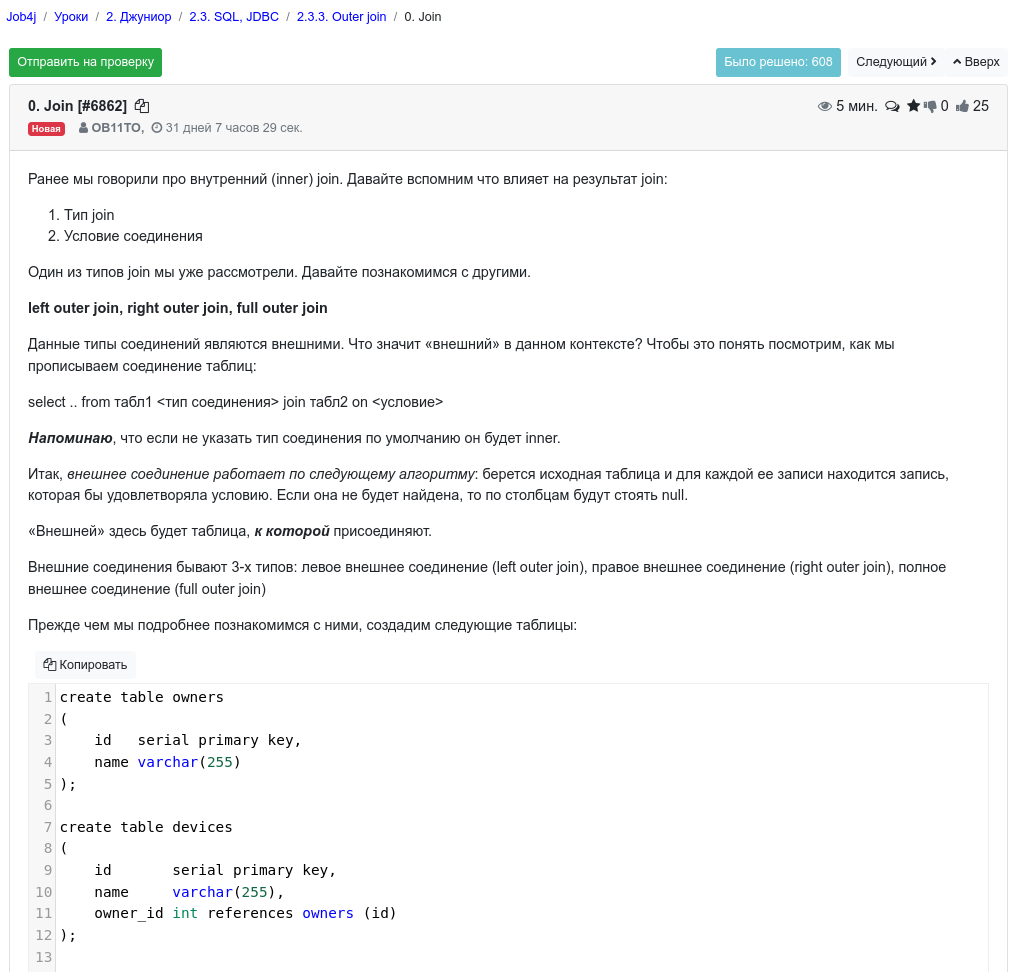 Job4j / Уроки / 2. Джуниор / 2.3. SQL, JDBC / 2.3.3. Outer join / 0. Join
Отправить на проверку
Было решено: 608
Следующий
Вверх
0. Join [#6862]
5 мин. 0 25
Новая OB11TO, 31 дней 7 часов 29 сек.
Ранее мы говорили про внутренний (inner) join. Давайте вспомним что влияет на результат join:
1. Тип join
2. Условие соединения
Один из типов join мы уже рассмотрели. Давайте познакомимся с другими.
left outer join, right outer join, full outer join
Данные типы соединений являются внешними. Что значит «внешний» в данном контексте? Чтобы это понять посмотрим, как мы
прописываем соединение таблиц:
select .. from табл1 <тип соединения> join табл2 on <условие>
Напоминаю, что если не указать тип соединения по умолчанию он будет inner.
Итак, внешнее соединение работает по следующему алгоритму: берется исходная таблица и для каждой ее записи находится запись,
которая бы удовлетворяла условию. Если она не будет найдена, то по столбцам будут стоять null.
«Внешней» здесь будет таблица, к которой присоединяют.
Внешние соединения бывают 3-х типов: левое внешнее соединение (left outer join), правое внешнее соединение (right outer join), полное
внешнее соединение (full outer join)
Прежде чем мы подробнее познакомимся с ними, создадим следующие таблицы:
Копировать
1 create table owners
2 (
3     id   serial primary key,
4     name varchar(255)
5 );
6
7 create table devices
8 (
9     id       serial primary key,
10     name     varchar(255),
11     owner_id int references owners (id)
12 );
13